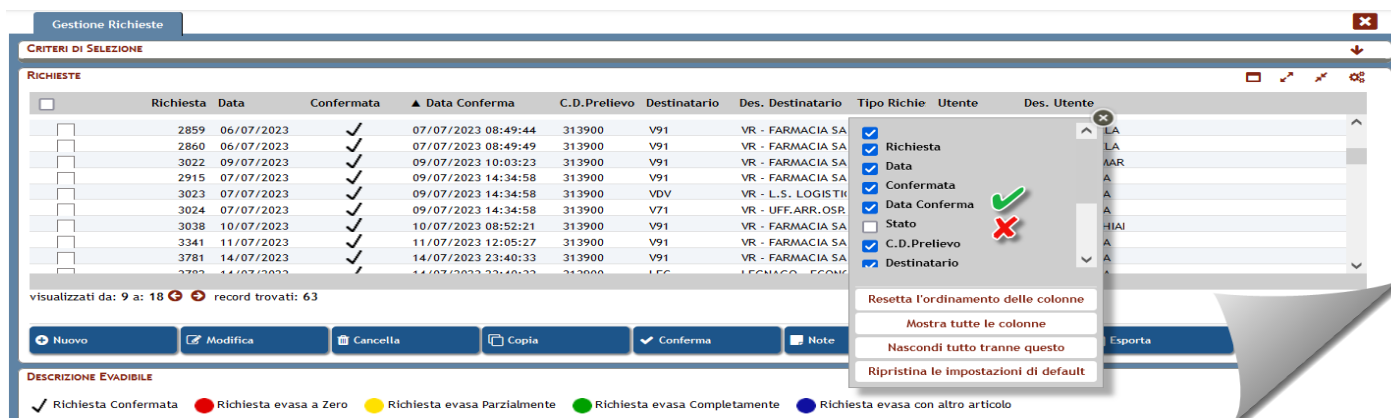 Gestione Richieste
CRITERI DI SELEZIONE
RICHIESTE
Richiesta Data Confermata ▲ Data Conferma C.D.Prelievo Destinatario Des. Destinatario Tipo Richie Utente Des. Utente
2859 06/07/2023 07/07/2023 08:49:44 313900 V91 VR - FARMACIA SA LA
2860 06/07/2023 07/07/2023 08:49:49 313900 V91 VR - FARMACIA SA LA
3022 09/07/2023 09/07/2023 10:03:23 313900 V91 VR - FARMACIA SA MAR
2915 07/07/2023 09/07/2023 14:34:58 313900 V91 VR - FARMACIA SA A
3023 07/07/2023 09/07/2023 14:34:58 313900 VDV VR - L.S. LOGISTI A
3024 07/07/2023 09/07/2023 14:34:58 313900 V71 VR - UFF.ARR.OSP. A
3038 10/07/2023 10/07/2023 08:52:21 313900 V91 VR - FARMACIA SA HIAI
3341 11/07/2023 11/07/2023 12:05:27 313900 V91 VR - FARMACIA SA A
3781 14/07/2023 14/07/2023 23:40:33 313900 V91 VR - FARMACIA SA A
Richiesta
Data
Confermata
Data Conferma
Stato
C.D.Prelievo
Destinatario
Resetta l'ordinamento delle colonne
Mostra tutte le colonne
Nascondi tutto tranne questo
Ripristina le impostazioni di default
visualizzati da: 9 a: 18 record trovati: 63
Nuovo Modifica Cancella Copia Conferma Note Esporta
DESCRIZIONE EVADIBILE
Richiesta Confermata Richiesta evasa a Zero Richiesta evasa Parzialmente Richiesta evasa Completamente Richiesta evasa con altro articolo